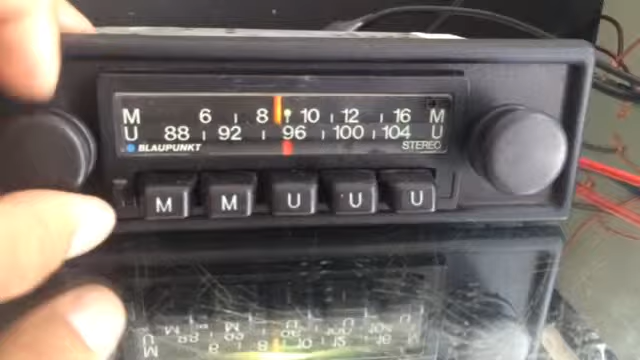 M 6 8 10 12 16 M
U 88 92 96 100 104 U
BLAUPUNKT STEREO
M M U U U